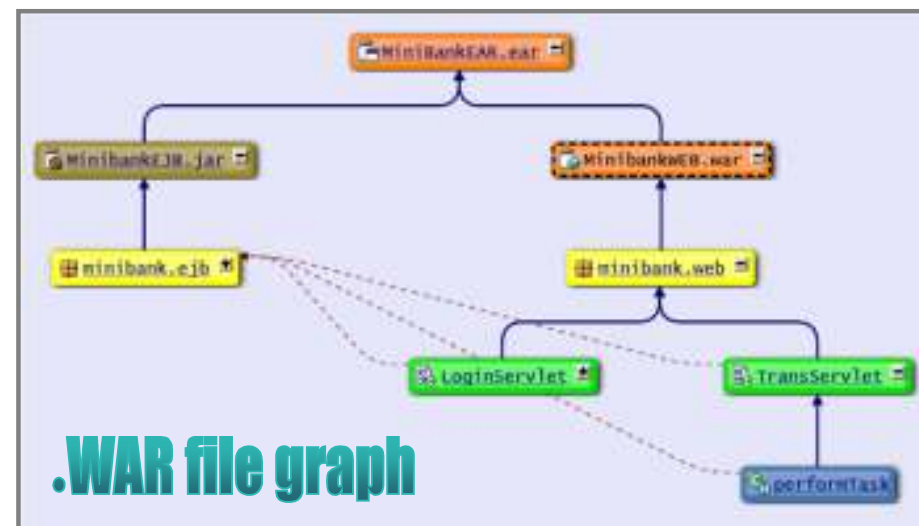 MiniBankEAR.ear
MinibankEJB.jar
MinibankWEB.war
minibank.ejb
minibank.web
LoginServlet
TransServlet
performTask
.WAR file graph